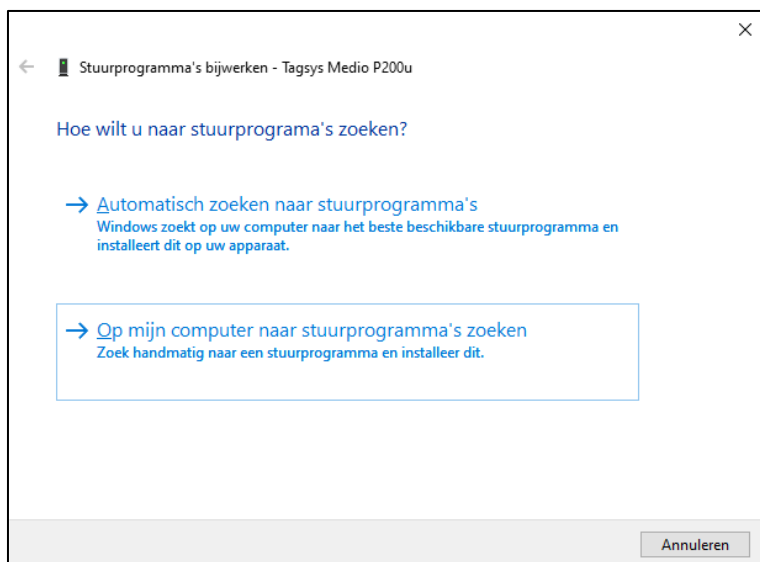 Stuurprogramma's bijwerken - Tagsys Medio P200u
Hoe wilt u naar stuurprograma's zoeken?
Automatisch zoeken naar stuurprogramma's
Windows zoekt op uw computer naar het beste beschikbare stuurprogramma en
installeert dit op uw apparaat.
Op mijn computer naar stuurprogramma's zoeken
Zoek handmatig naar een stuurprogramma en installeer dit.
Annuleren